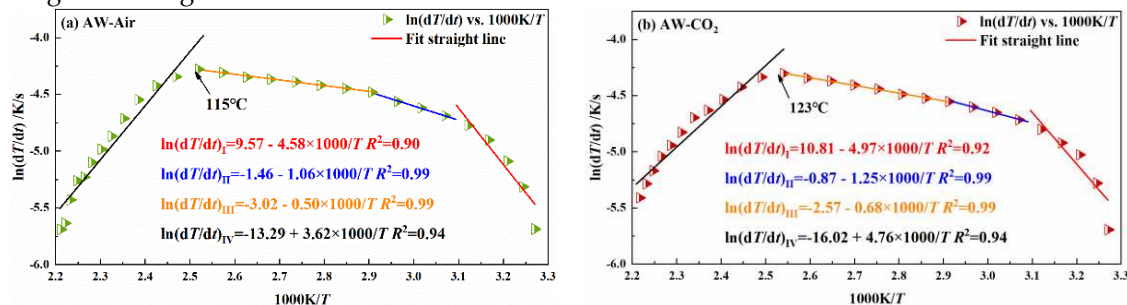 (a) AW-Air
ln(dT/dt) vs. 1000K/T
Fit straight line
115℃
ln(dT/dt)I=9.57 - 4.58×1000/T R²=0.90
ln(dT/dt)II=-1.46 - 1.06×1000/T R²=0.99
ln(dT/dt)III=-3.02 - 0.50×1000/T R²=0.99
ln(dT/dt)IV=-13.29 + 3.62×1000/T R²=0.94
ln(dT/dt) /K/s
-4.0
-4.5
-5.0
-5.5
-6.0
2.1 2.2 2.3 2.4 2.5 2.6 2.7 2.8 2.9 3.0 3.1 3.2 3.3
1000K/T
(b) AW-CO₂
ln(dT/dt) vs. 1000K/T
Fit straight line
123℃
ln(dT/dt)I=10.81 - 4.97×1000/T R²=0.92
ln(dT/dt)II=-0.87 - 1.25×1000/T R²=0.99
ln(dT/dt)III=-2.57 - 0.68×1000/T R²=0.99
ln(dT/dt)IV=-16.02 + 4.76×1000/T R²=0.94
ln(dT/dt) /K/s
-4.0
-4.5
-5.0
-5.5
-6.0
2.1 2.2 2.3 2.4 2.5 2.6 2.7 2.8 2.9 3.0 3.1 3.2 3.3
1000K/T